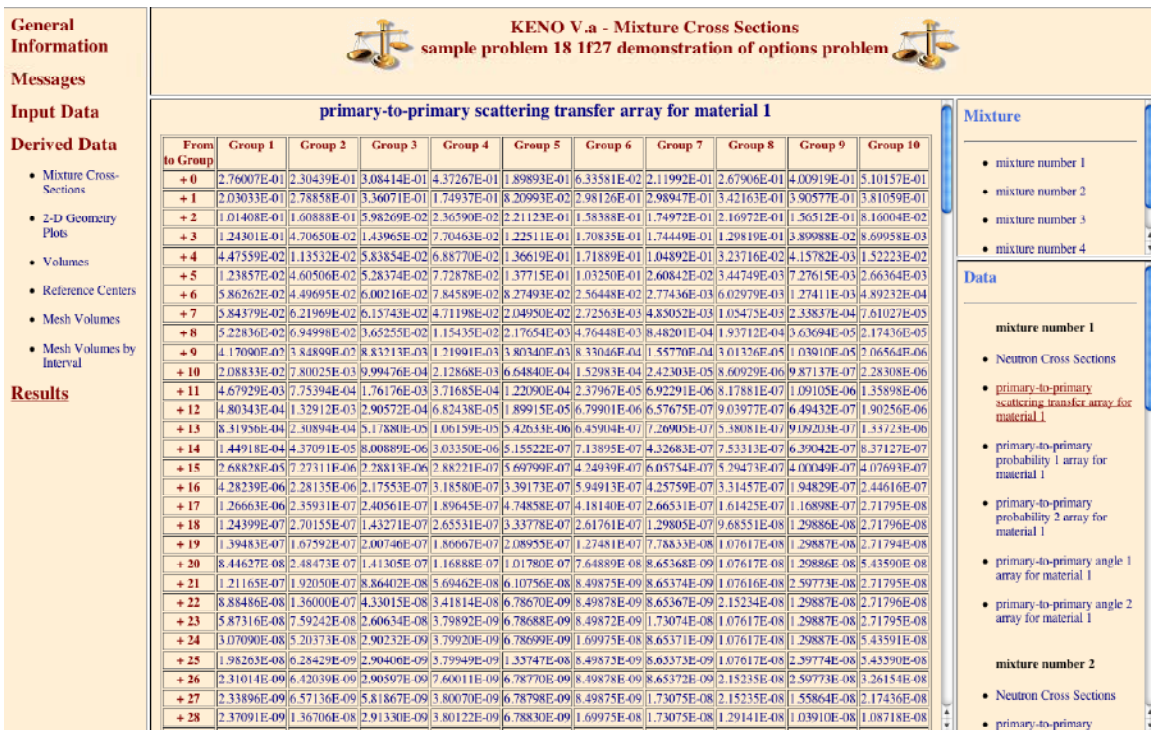 General
Information
Messages
Input Data
Derived Data
Mixture Cross-
Sections
2-D Geometry
Plots
Volumes
Reference Centers
Mesh Volumes
Mesh Volumes by
Interval
Results
KENO V.a - Mixture Cross Sections
sample problem 18 1f27 demonstration of options problem
primary-to-primary scattering transfer array for material 1
From to Group Group 1 Group 2 Group 3 Group 4 Group 5 Group 6 Group 7 Group 8 Group 9 Group 10
+ 0 2.76007E-01 2.30439E-01 3.08414E-01 4.37267E-01 1.89893E-01 6.33581E-02 2.11992E-01 2.67906E-01 4.00919E-01 5.10157E-01
+ 1 2.03033E-01 2.78858E-01 3.36071E-01 1.74937E-01 8.20993E-02 2.98126E-01 2.98947E-01 3.42163E-01 3.90577E-01 3.81059E-01
+ 2 1.01408E-01 1.60888E-01 5.98269E-02 2.36590E-02 2.21123E-01 1.58388E-01 1.74972E-01 2.16972E-01 1.56512E-01 8.16004E-02
+ 3 1.24301E-01 4.70650E-02 1.43965E-02 7.70463E-02 1.22511E-01 1.70835E-01 1.74449E-01 1.29819E-01 3.89988E-02 8.69958E-03
+ 4 4.47559E-02 1.13532E-02 5.83854E-02 6.88770E-02 1.36619E-01 1.71889E-01 1.04892E-01 3.23716E-02 4.15782E-03 1.52223E-02
+ 5 1.23857E-02 4.60506E-02 5.28374E-02 7.72878E-02 1.37715E-01 1.03250E-01 2.60842E-02 3.44749E-03 7.27615E-03 2.66364E-03
+ 6 5.86262E-02 4.49695E-02 6.00216E-02 7.84589E-02 8.27493E-02 2.56448E-02 2.77436E-03 6.02979E-03 1.27411E-03 4.89232E-04
+ 7 5.84379E-02 6.21969E-02 6.15743E-02 4.71198E-02 2.04950E-02 2.72563E-03 4.85052E-03 1.05475E-03 2.33837E-04 7.61027E-05
+ 8 5.22836E-02 6.94998E-02 3.65255E-02 1.15435E-02 2.17654E-03 4.76448E-03 8.48201E-04 1.93712E-04 3.63694E-05 2.17436E-05
+ 9 4.17090E-02 3.84899E-02 8.83213E-03 1.21991E-03 3.80340E-03 8.33046E-04 1.55770E-04 3.01326E-05 1.03910E-05 2.06564E-06
+ 10 2.08833E-02 7.80025E-03 9.99476E-04 2.12868E-03 6.64840E-04 1.52983E-04 2.42303E-05 8.60929E-06 9.87137E-07 2.28308E-06
+ 11 4.67929E-03 7.75394E-04 1.76176E-03 3.71685E-04 1.22090E-04 2.37967E-05 6.92291E-06 8.17881E-07 1.09105E-06 1.35898E-06
+ 12 4.80343E-04 1.32912E-03 2.90572E-04 6.82438E-05 1.89915E-05 6.79901E-06 6.57675E-07 9.03977E-07 6.49432E-07 1.90256E-06
+ 13 8.31956E-04 2.30894E-04 5.17880E-05 1.06159E-05 5.42633E-06 6.45904E-07 7.26905E-07 5.38081E-07 9.09203E-07 1.33723E-06
+ 14 1.44918E-04 4.37091E-05 8.00889E-06 3.03350E-06 5.15522E-07 7.13895E-07 4.32683E-07 7.53313E-07 6.39042E-07 8.37127E-07
+ 15 2.68828E-05 7.27311E-06 2.28813E-06 2.88221E-07 5.69799E-07 4.24939E-07 6.05754E-07 5.29473E-07 4.00049E-07 4.07693E-07
+ 16 4.28239E-06 2.28135E-06 2.17553E-07 3.18580E-07 3.39173E-07 5.94913E-07 4.25759E-07 3.31457E-07 1.94829E-07 2.44616E-07
+ 17 1.26663E-06 2.35931E-07 2.40561E-07 1.89645E-07 4.74858E-07 4.18140E-07 2.66531E-07 1.61425E-07 1.16898E-07 2.71795E-08
+ 18 1.24399E-07 2.70155E-07 1.43271E-07 2.65531E-07 3.33778E-07 2.61761E-07 1.29805E-07 9.68551E-08 1.29886E-08 2.71796E-08
+ 19 1.39483E-07 1.67592E-07 2.00746E-07 1.86667E-07 2.08955E-07 1.27481E-07 7.78833E-08 1.07617E-08 1.29887E-08 2.71794E-08
+ 20 8.44627E-08 2.48473E-07 1.41305E-07 1.16888E-07 1.01780E-07 7.64889E-08 8.65368E-09 1.07617E-08 1.29886E-08 5.43590E-08
+ 21 1.21165E-07 1.92050E-07 8.86402E-08 5.69462E-08 6.10756E-08 8.49875E-09 8.65374E-09 1.07616E-08 2.59773E-08 2.71795E-08
+ 22 8.88486E-08 1.36000E-07 4.33015E-08 3.41814E-08 6.78670E-09 8.49878E-09 8.65367E-09 2.15234E-08 1.29887E-08 2.71796E-08
+ 23 5.87316E-08 7.59242E-08 2.60634E-08 3.79892E-09 6.78688E-09 8.49872E-09 1.73074E-08 1.07617E-08 1.29887E-08 2.71795E-08
+ 24 3.07090E-08 5.20373E-08 2.90232E-09 3.79920E-09 6.78699E-09 1.69975E-08 8.65371E-09 1.07617E-08 1.29887E-08 5.43591E-08
+ 25 1.98263E-08 6.28429E-09 2.90406E-09 3.79949E-09 1.35747E-08 8.49875E-09 8.65373E-09 1.07617E-08 2.59774E-08 5.43590E-08
+ 26 2.31014E-09 6.42039E-09 2.90597E-09 7.60011E-09 6.78770E-09 8.49878E-09 8.65372E-09 2.15235E-08 2.59773E-08 3.26154E-08
+ 27 2.33896E-09 6.57136E-09 5.81867E-09 3.80070E-09 6.78798E-09 8.49875E-09 1.73075E-08 2.15235E-08 1.55864E-08 2.17436E-08
+ 28 2.37091E-09 1.36706E-08 2.91330E-09 3.80122E-09 6.78830E-09 1.69975E-08 1.73075E-08 1.29141E-08 1.03910E-08 1.08718E-08
Mixture
mixture number 1
mixture number 2
mixture number 3
mixture number 4
Data
mixture number 1
Neutron Cross Sections
primary-to-primary
scattering transfer array for
material 1
primary-to-primary
probability 1 array for
material 1
primary-to-primary
probability 2 array for
material 1
primary-to-primary angle 1
array for material 1
primary-to-primary angle 2
array for material 1
mixture number 2
Neutron Cross Sections
primary-to-primary